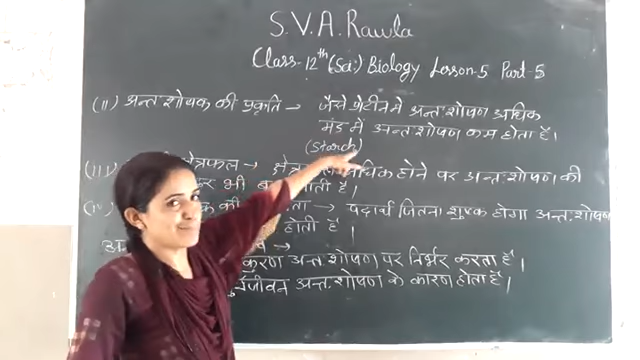 S.V.A. Rawla
Class-12th (Sci.) Biology Lesson-5 Part-5
(II) अन्तःशोषक की प्रकृति → जैसे प्रोटीन में अन्तःशोषण अधिक
मंड में अन्तःशोषण कम होता है।
(Starch)
(III) क्षेत्रफल → क्षेत्रफल अधिक होने पर अन्तःशोषण की
भी जाती है।
(IV) की → पदार्थ जितना शुष्क होगा अन्तःशोषण
होती है।
→
अन्तःशोषण पर निर्भर करता है।
अन्तःशोषण के कारण होता है।